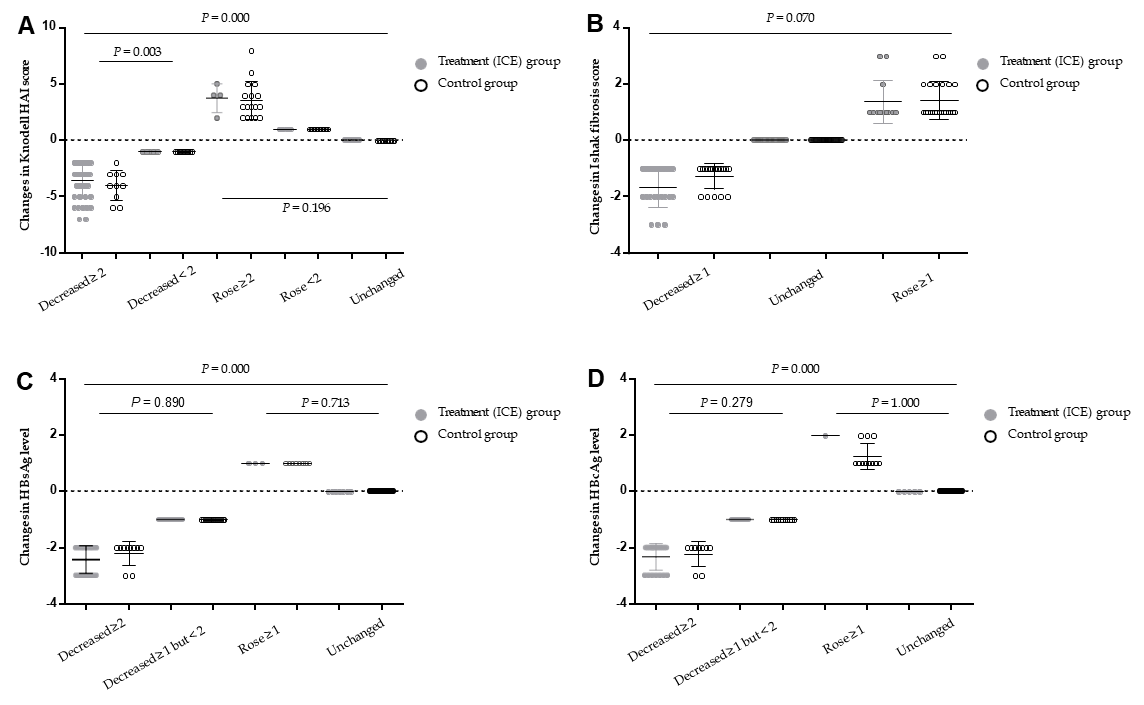 A
P = 0.000
P = 0.003
P = 0.196
Changes in Knodell HAI score
10
5
0
-5
-10
Decreased ≥ 2
Decreased < 2
Rose ≥ 2
Rose < 2
Unchanged
Treatment (ICE) group
Control group
B
P = 0.070
Changes in Ishak fibrosis score
4
2
0
-2
-4
Decreased ≥ 1
Unchanged
Rose ≥ 1
Treatment (ICE) group
Control group
C
P = 0.000
P = 0.890
P = 0.713
Changes in HBsAg level
4
2
0
-2
-4
Decreased ≥ 2
Decreased ≥ 1 but < 2
Rose ≥ 1
Unchanged
Treatment (ICE) group
Control group
D
P = 0.000
P = 0.279
P = 1.000
Changes in HBcAg level
4
2
0
-2
-4
Decreased ≥ 2
Decreased ≥ 1 but < 2
Rose ≥ 1
Unchanged
Treatment (ICE) group
Control group